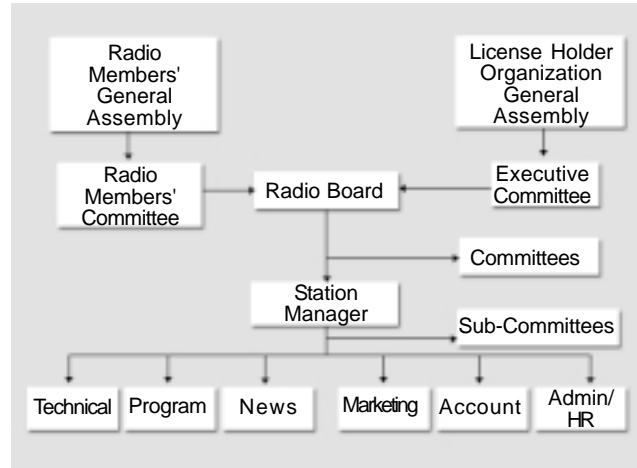 Radio
Members'
General
Assembly
License Holder
Organization
General
Assembly
Radio
Members'
Committee
Radio Board
Executive
Committee
Committees
Station
Manager
Sub-Committees
Technical
Program
News
Marketing
Account
Admin/
HR